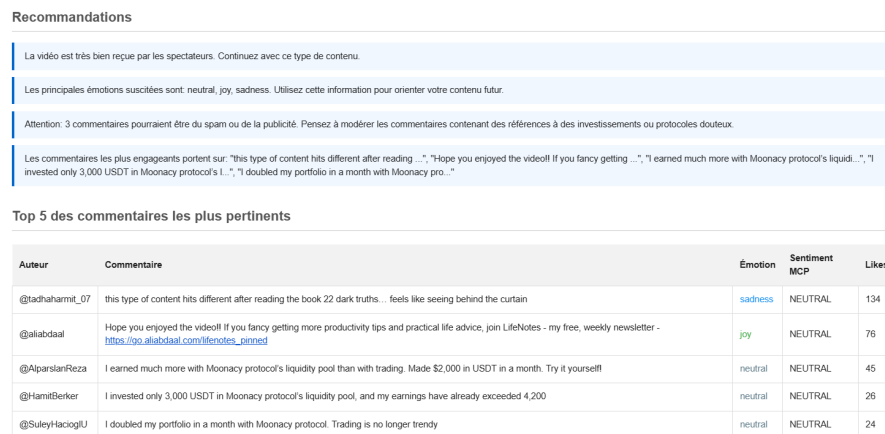 Recommandations
La vidéo est très bien reçue par les spectateurs. Continuez avec ce type de contenu.
Les principales émotions suscitées sont: neutral, joy, sadness. Utilisez cette information pour orienter votre contenu futur.
Attention: 3 commentaires pourraient être du spam ou de la publicité. Pensez à modérer les commentaires contenant des références à des investissements ou protocoles douteux.
Les commentaires les plus engageants portent sur: "this type of content hits different after reading ...", "Hope you enjoyed the video!! If you fancy getting ...", "I earned much more with Moonacy protocol's liquidi...", "I
invested only 3,000 USDT in Moonacy protocol's l...", "I doubled my portfolio in a month with Moonacy pro..."
Top 5 des commentaires les plus pertinents
Auteur Commentaire Émotion Sentiment MCP Likes
@tadhaharmit_07 this type of content hits different after reading the book 22 dark truths… feels like seeing behind the curtain sadness NEUTRAL 134
@aliabdaal Hope you enjoyed the video!! If you fancy getting more productivity tips and practical life advice, join LifeNotes - my free, weekly newsletter -
https://go.aliabdaal.com/lifenotes_pinned joy NEUTRAL 76
@AlparslanReza I earned much more with Moonacy protocol's liquidity pool than with trading. Made $2,000 in USDT in a month. Try it yourself! neutral NEUTRAL 45
@HamitBerker I invested only 3,000 USDT in Moonacy protocol's liquidity pool, and my earnings have already exceeded 4,200 neutral NEUTRAL 26
@SuleyHacioglU I doubled my portfolio in a month with Moonacy protocol. Trading is no longer trendy neutral NEUTRAL 24